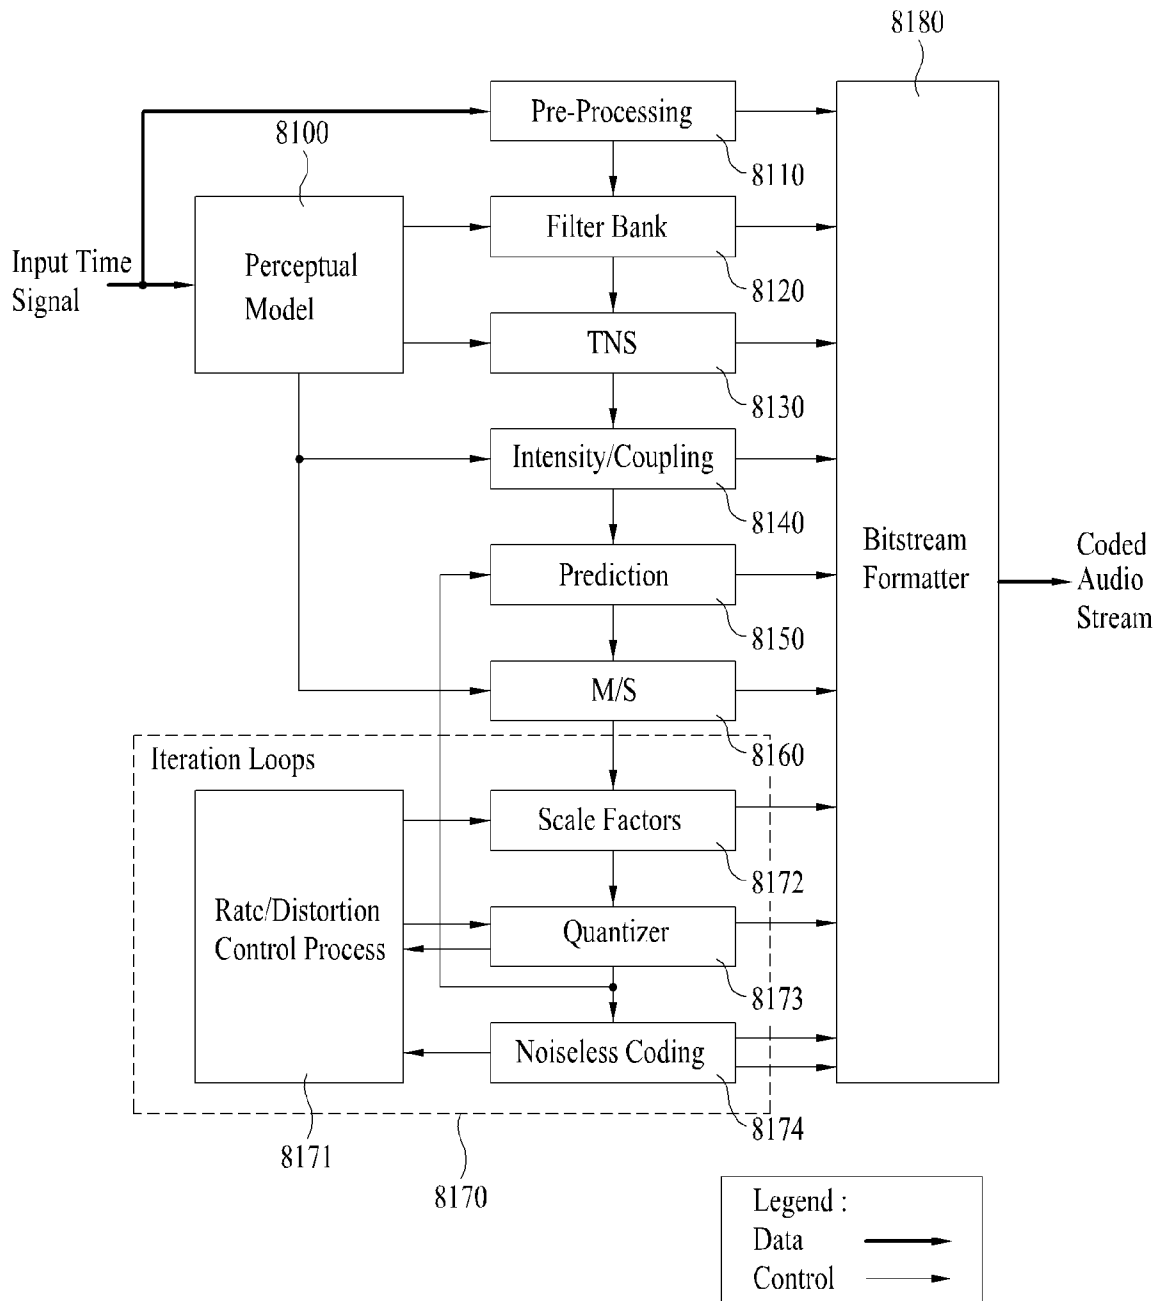 8180
Pre-Processing
8100
8110
Filter Bank
Input Time
Signal
Perceptual
Model
8120
TNS
8130
Intensity/Coupling
8140
Bitstream
Formatter
Coded
Audio
Stream
Prediction
8150
M/S
8160
Iteration Loops
Scale Factors
8172
Ratc/Distortion
Control Process
Quantizer
8173
Noiseless Coding
8174
8171
8170
Legend :
Data
Control